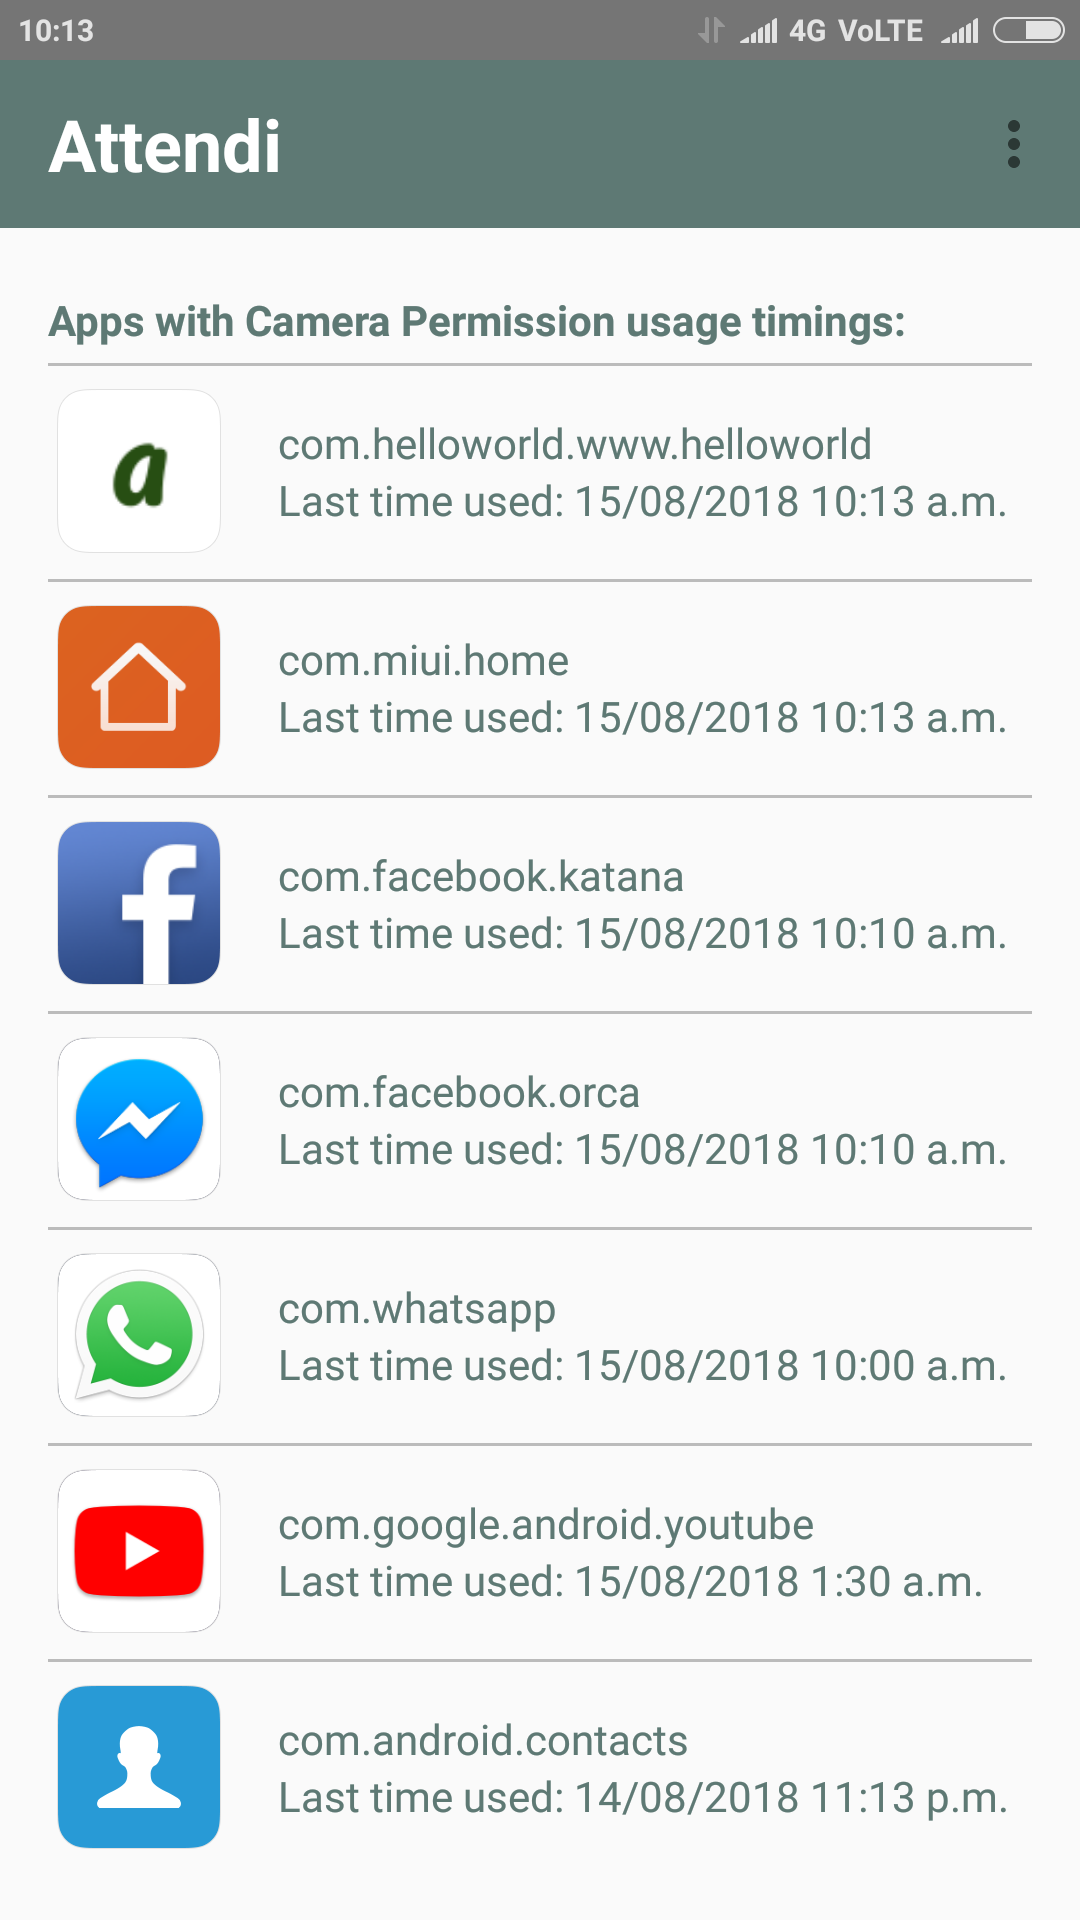 10:13 4G VoLTE
Attendi
Apps with Camera Permission usage timings:
a
com.helloworld.www.helloworld
Last time used: 15/08/2018 10:13 a.m.
com.miui.home
Last time used: 15/08/2018 10:13 a.m.
f
com.facebook.katana
Last time used: 15/08/2018 10:10 a.m.
com.facebook.orca
Last time used: 15/08/2018 10:10 a.m.
com.whatsapp
Last time used: 15/08/2018 10:00 a.m.
com.google.android.youtube
Last time used: 15/08/2018 1:30 a.m.
com.android.contacts
Last time used: 14/08/2018 11:13 p.m.